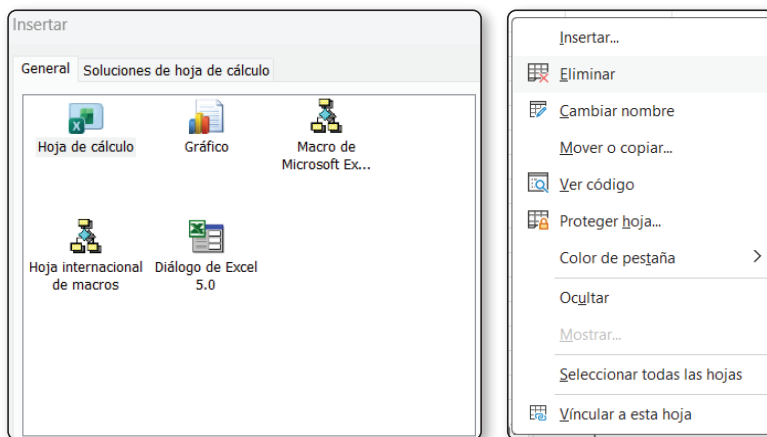 Insertar
General Soluciones de hoja de cálculo
Hoja de cálculo
Gráfico
Macro de
Microsoft Ex...
Hoja internacional
de macros
Diálogo de Excel
5.0
Insertar...
Eliminar
Cambiar nombre
Mover o copiar...
Ver código
Proteger hoja...
Color de pestaña
Ocultar
Mostrar...
Seleccionar todas las hojas
Víncular a esta hoja